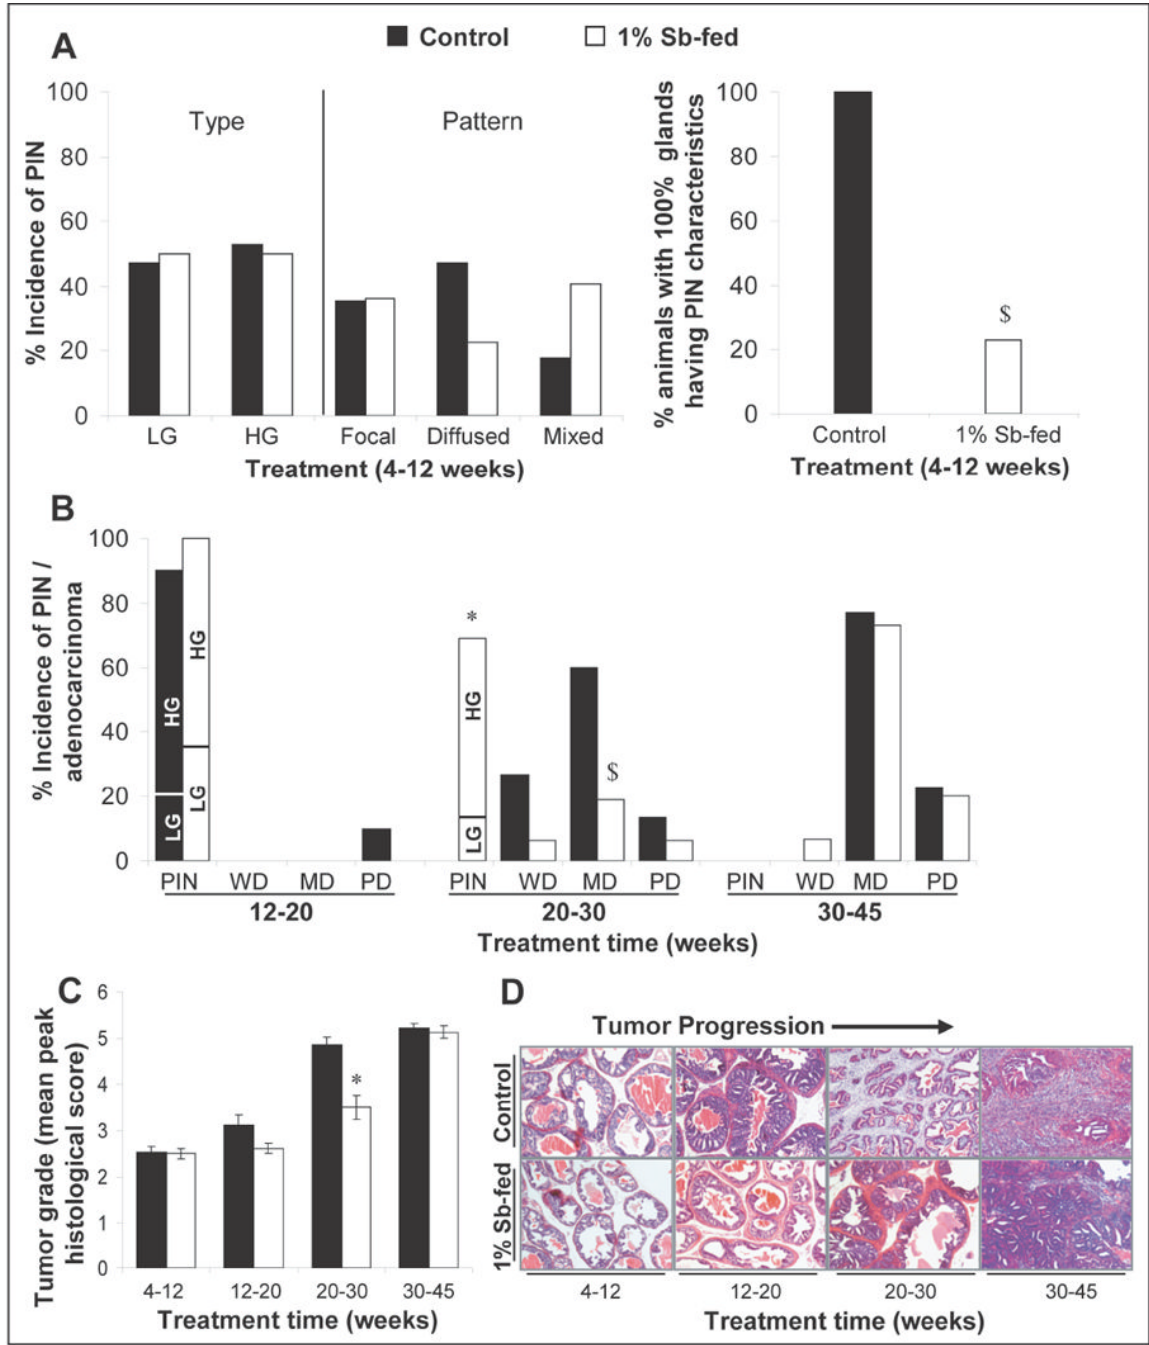 A
Control
1% Sb-fed
% Incidence of PIN
100
80
60
40
20
0
Type
Pattern
LG
HG
Focal
Diffused
Mixed
Treatment (4-12 weeks)
% animals with 100% glands
having PIN characteristics
100
80
60
40
20
0
$
Control
1% Sb-fed
Treatment (4-12 weeks)
B
% Incidence of PIN /
adenocarcinoma
100
80
60
40
20
0
HG
LG
HG
LG
*
HG
LG
$
PIN
WD
MD
PD
PIN
WD
MD
PD
PIN
WD
MD
PD
12-20
20-30
30-45
Treatment time (weeks)
C
Tumor grade (mean peak
histological score)
6
5
4
3
2
1
0
*
4-12
12-20
20-30
30-45
Treatment time (weeks)
D
Tumor Progression
Control
1% Sb-fed
4-12
12-20
20-30
30-45
Treatment time (weeks)